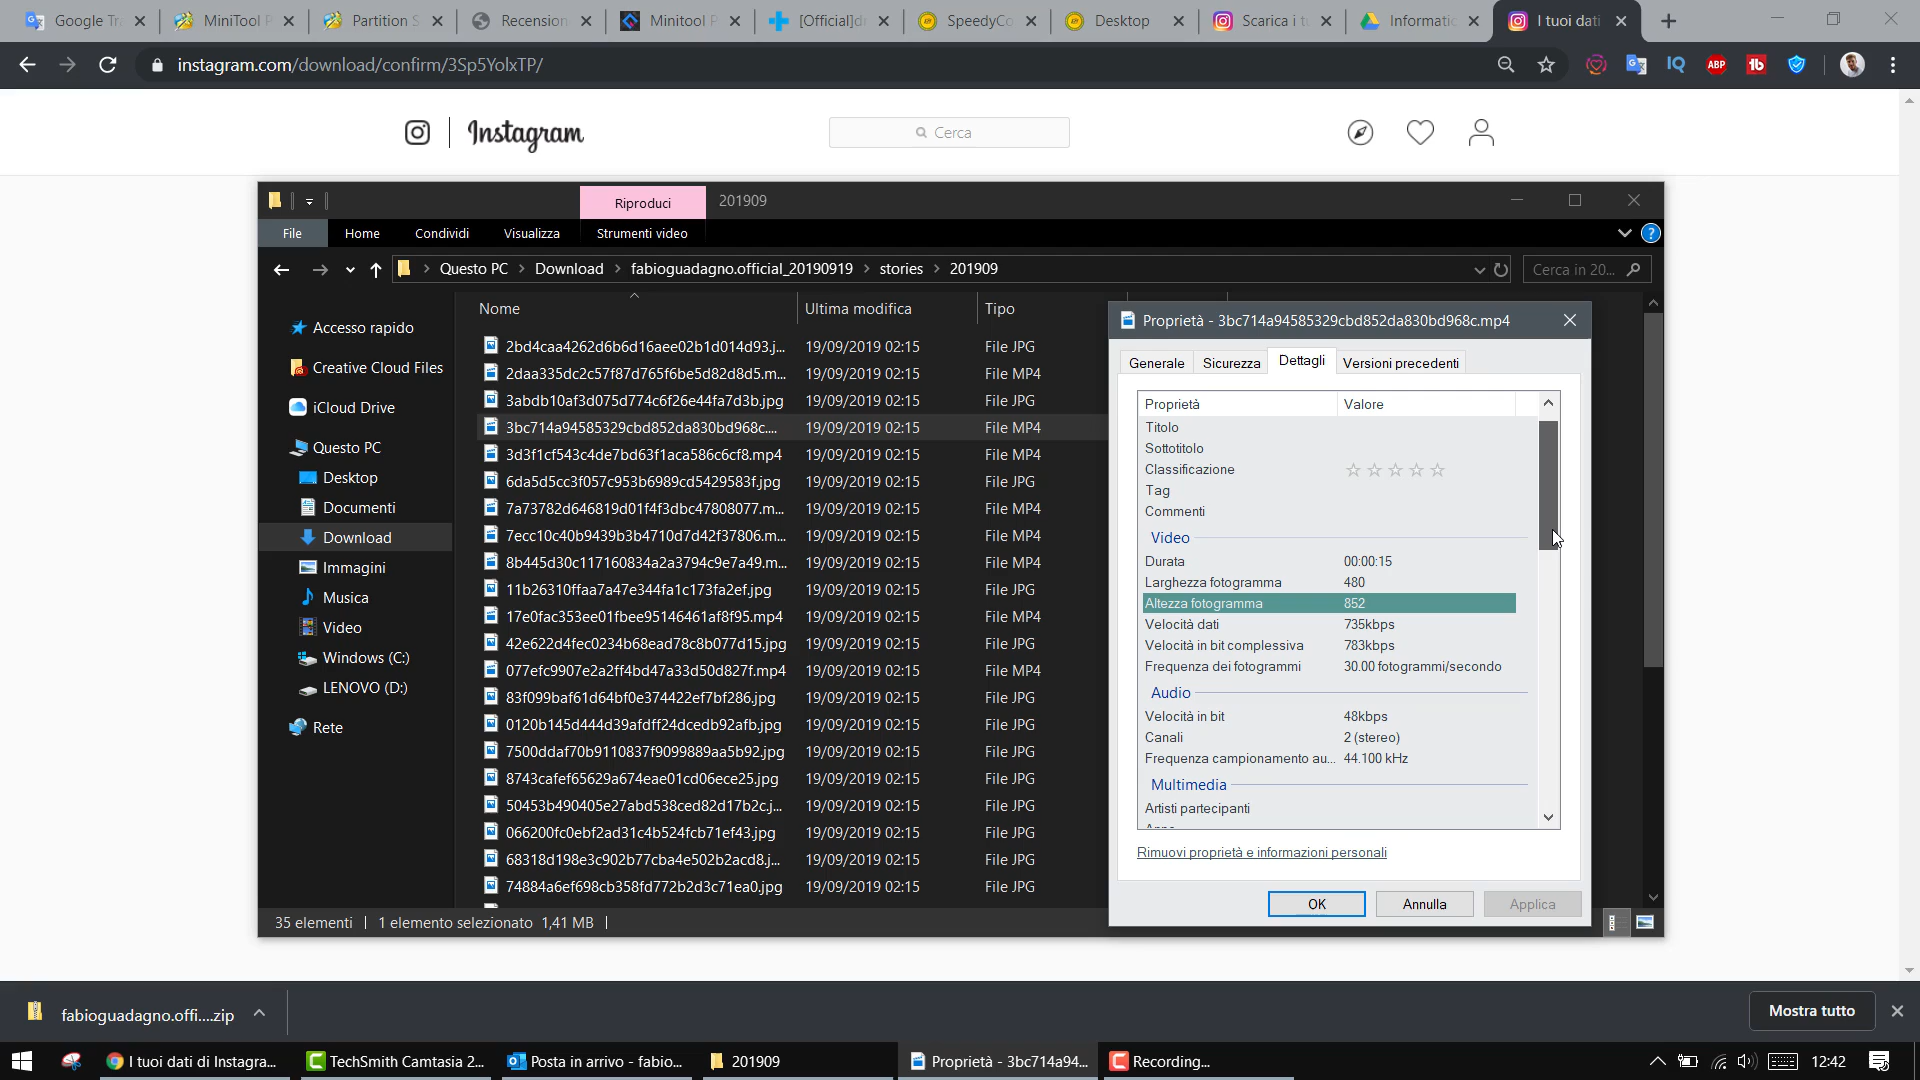 Google Tr
MiniTool P
Partition S
Recension
Minitool P
[Official]dr
SpeedyCo
Desktop
Scarica i tu
Informatic
I tuoi dati
instagram.com/download/confirm/3Sp5YolxTP/
IQ
ABP
Instagram
Cerca
Riproduci
201909
File
Home
Condividi
Visualizza
Strumenti video
Questo PC
Download
fabioguadagno.official_20190919
stories
201909
Cerca in 20...
Accesso rapido
Creative Cloud Files
iCloud Drive
Questo PC
Desktop
Documenti
Download
Immagini
Musica
Video
Windows (C:)
LENOVO (D:)
Rete
Nome
Ultima modifica
Tipo
2bd4caa4262d6b6d16aee02b1d014d93.j... 19/09/2019 02:15 File JPG
2daa335dc2c57f87d765f6be5d82d8d5.m... 19/09/2019 02:15 File MP4
3abdb10af3d075d774c6f26e44fa7d3b.jpg 19/09/2019 02:15 File JPG
3bc714a94585329cbd852da830bd968c.... 19/09/2019 02:15 File MP4
3d3f1cf543c4de7bd63f1aca586c6cf8.mp4 19/09/2019 02:15 File MP4
6da5d5cc3f057c953b6989cd5429583f.jpg 19/09/2019 02:15 File JPG
7a73782d646819d01f4f3dbc47808077.m... 19/09/2019 02:15 File MP4
7ecc10c40b9439b3b4710d7d42f37806.m... 19/09/2019 02:15 File MP4
8b445d30c117160834a2a3794c9e7a49.m... 19/09/2019 02:15 File MP4
11b26310ffaa7a47e344fa1c173fa2ef.jpg 19/09/2019 02:15 File JPG
17e0fac353ee01fbee95146461af8f95.mp4 19/09/2019 02:15 File MP4
42e622d4fec0234b68ead78c8b077d15.jpg 19/09/2019 02:15 File JPG
077efc9907e2a2ff4bd47a33d50d827f.mp4 19/09/2019 02:15 File MP4
83f099baf61d64bf0e374422ef7bf286.jpg 19/09/2019 02:15 File JPG
0120b145d444d39afdff24dcedb92afb.jpg 19/09/2019 02:15 File JPG
7500ddaf70b9110837f9099889aa5b92.jpg 19/09/2019 02:15 File JPG
8743cafef65629a674eae01cd06ece25.jpg 19/09/2019 02:15 File JPG
50453b490405e27abd538ced82d17b2c.j... 19/09/2019 02:15 File JPG
066200fc0ebf2ad31c4b524fcb71ef43.jpg 19/09/2019 02:15 File JPG
68318d198e3c902b77cba4e502b2acd8.j... 19/09/2019 02:15 File JPG
74884a6ef698cb358fd772b2d3c71ea0.jpg 19/09/2019 02:15 File JPG
35 elementi
1 elemento selezionato 1,41 MB
Proprietà - 3bc714a94585329cbd852da830bd968c.mp4
Generale
Sicurezza
Dettagli
Versioni precedenti
Proprietà Valore
Titolo
Sottotitolo
Classificazione
Tag
Commenti
Video
Durata 00:00:15
Larghezza fotogramma 480
Altezza fotogramma 852
Velocità dati 735kbps
Velocità in bit complessiva 783kbps
Frequenza dei fotogrammi 30.00 fotogrammi/secondo
Audio
Velocità in bit 48kbps
Canali 2 (stereo)
Frequenza campionamento au... 44.100 kHz
Multimedia
Artisti partecipanti
Rimuovi proprietà e informazioni personali
OK
Annulla
Applica
fabioguadagno.offi....zip
Mostra tutto
I tuoi dati di Instagra...
TechSmith Camtasia 2...
Posta in arrivo - fabio...
201909
Proprietà - 3bc714a94...
Recording...
12:42